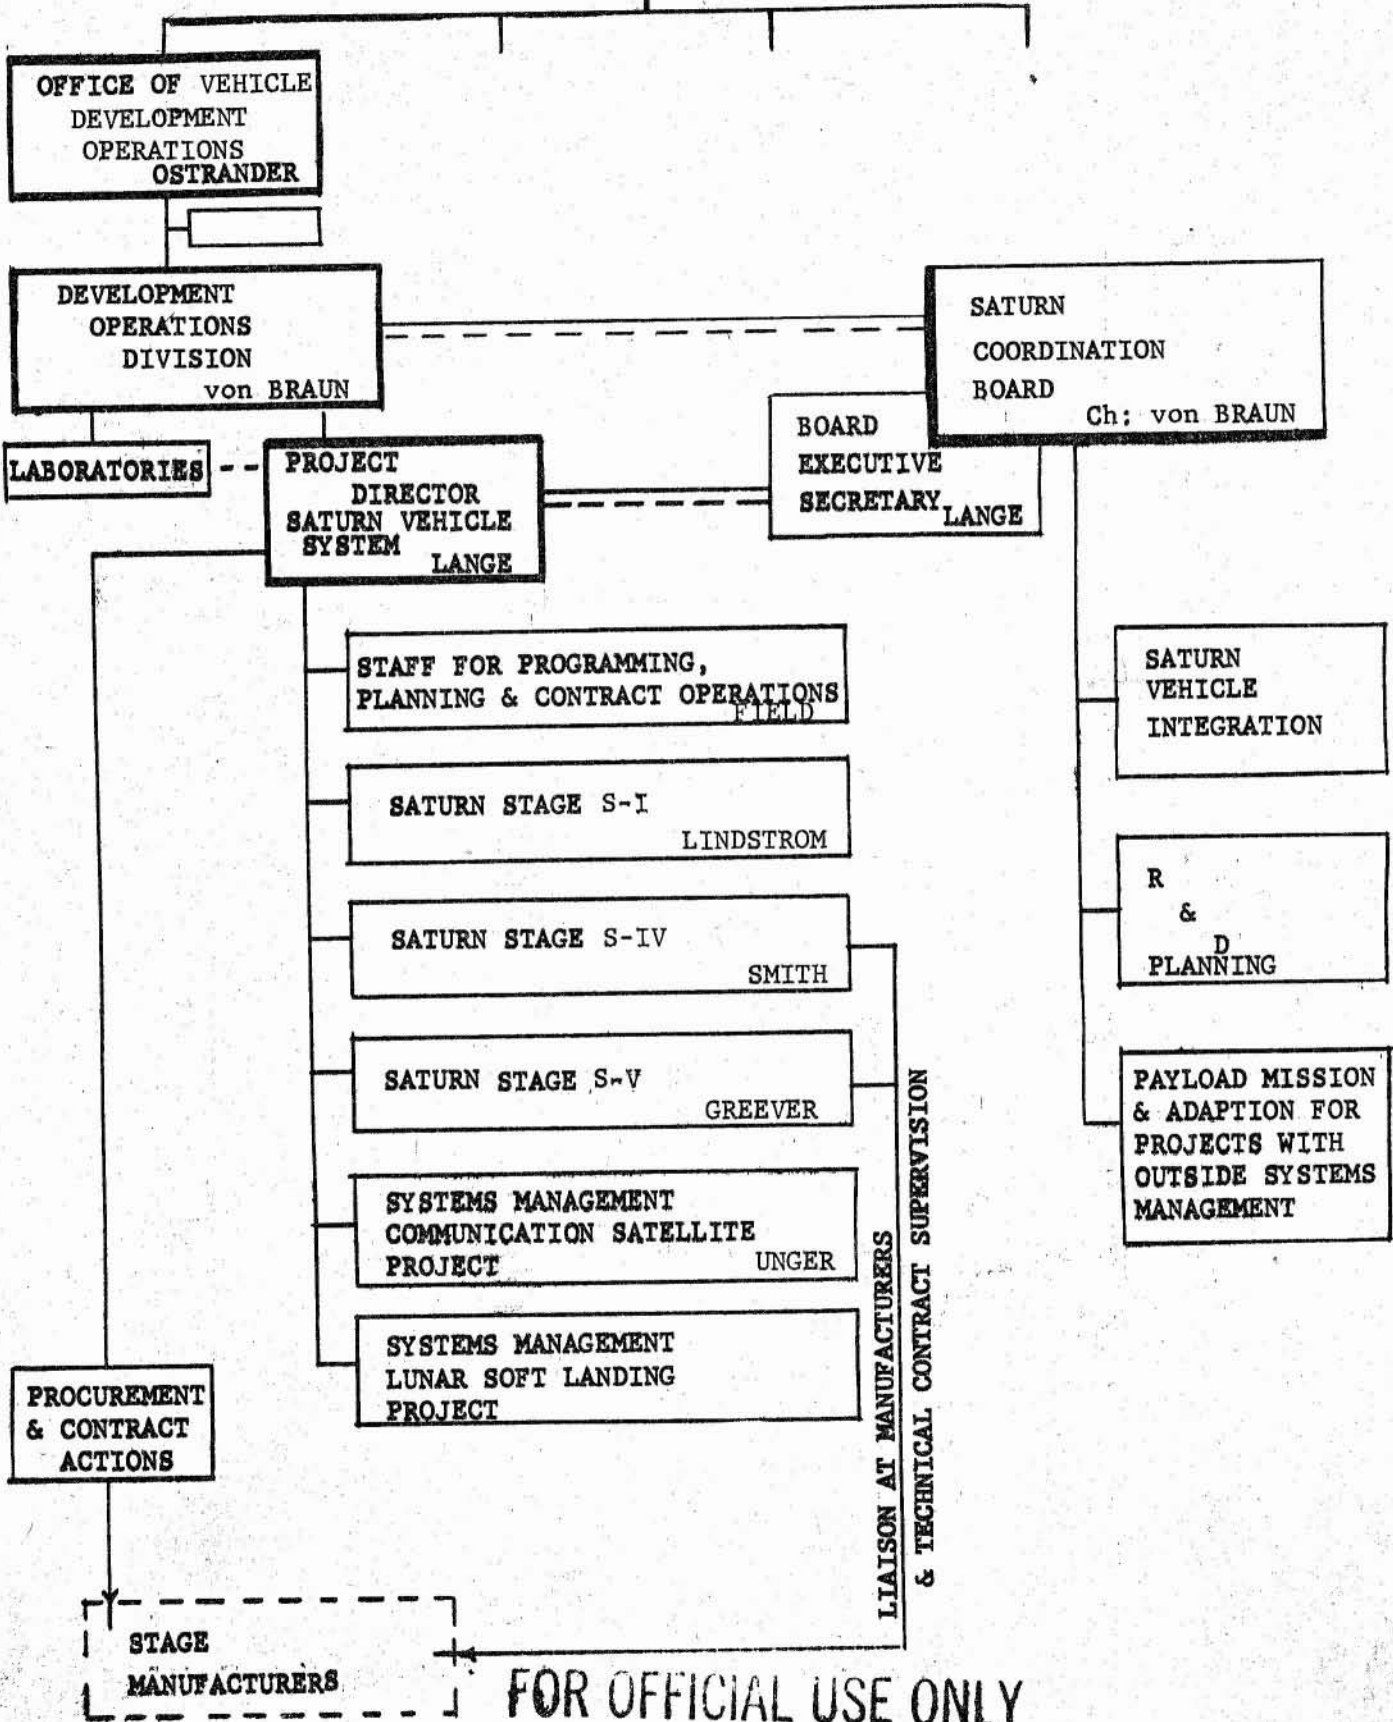 OFFICE OF VEHICLE
DEVELOPMENT
OPERATIONS
OSTRANDER
DEVELOPMENT
OPERATIONS
DIVISION
von BRAUN
SATURN
COORDINATION
BOARD
Ch: von BRAUN
BOARD
EXECUTIVE
SECRETARY
LANGE
LABORATORIES
PROJECT
DIRECTOR
SATURN VEHICLE
SYSTEM
LANGE
STAFF FOR PROGRAMMING,
PLANNING & CONTRACT OPERATIONS
FIELD
SATURN STAGE S-I
LINDSTROM
SATURN STAGE S-IV
SMITH
SATURN STAGE S-V
GREEVER
SYSTEMS MANAGEMENT
COMMUNICATION SATELLITE
PROJECT UNGER
SYSTEMS MANAGEMENT
LUNAR SOFT LANDING
PROJECT
SATURN
VEHICLE
INTEGRATION
R
&
D
PLANNING
PAYLOAD MISSION
& ADAPTION FOR
PROJECTS WITH
OUTSIDE SYSTEMS
MANAGEMENT
LIAISON AT MANUFACTURERS
& TECHNICAL CONTRACT SUPERVISION
PROCUREMENT
& CONTRACT
ACTIONS
STAGE
MANUFACTURERS
FOR OFFICIAL USE ONLY